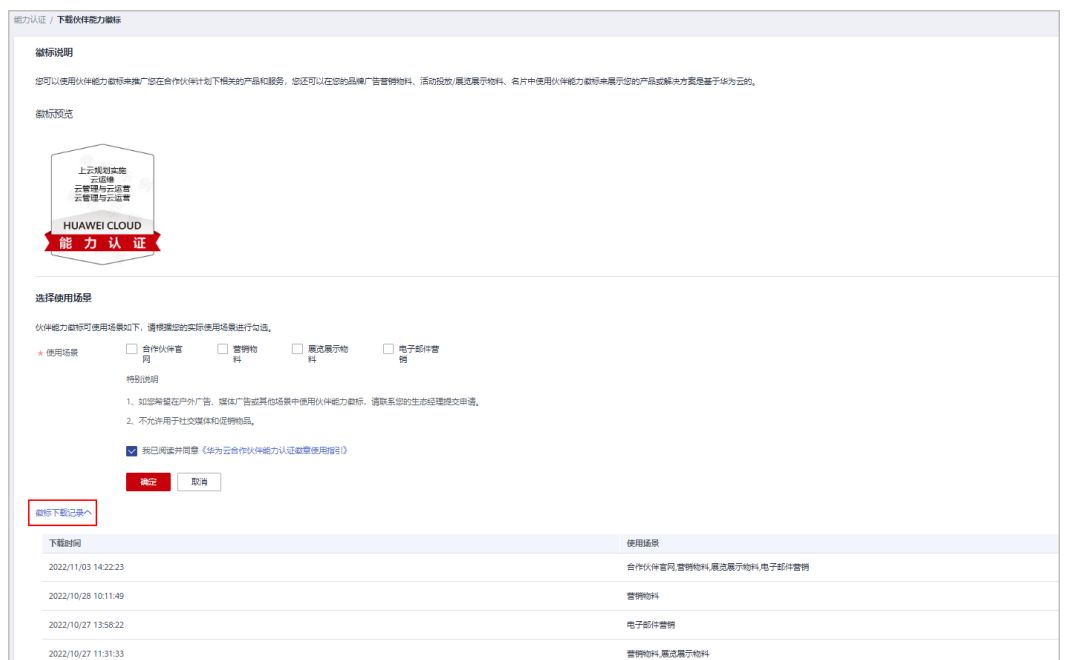 能力认证 / 下载伙伴能力徽标
徽标说明
您可以使用伙伴能力徽标来推广您在合作伙伴计划下相关的产品和服务，您还可以在您的品牌广告营销物料、活动投放/展览展示物料、名片中使用伙伴能力徽标来展示您的产品或解决方案是基于华为云的。
徽标预览
上云规划实施
云运维
云管理与云运营
云管理与云运营
HUAWEI CLOUD
能力认证
选择使用场景
伙伴能力徽标可使用场景如下，请根据您的实际使用场景进行勾选。
* 使用场景 合作伙伴官网 营销物料 展览展示物料 电子邮件营销
特别说明
1、如您希望在户外广告、媒体广告或其他场景中使用伙伴能力徽标，请联系您的生态经理提交申请。
2、不允许用于社交媒体和促销物品。
我已阅读并同意《华为云合作伙伴能力认证徽章使用指引》
确定 取消
徽标下载记录
下载时间 使用场景
2022/11/03 14:22:23 合作伙伴官网,营销物料,展览展示物料,电子邮件营销
2022/10/28 10:11:49 营销物料
2022/10/27 13:58:22 电子邮件营销
2022/10/27 11:31:33 营销物料,展览展示物料